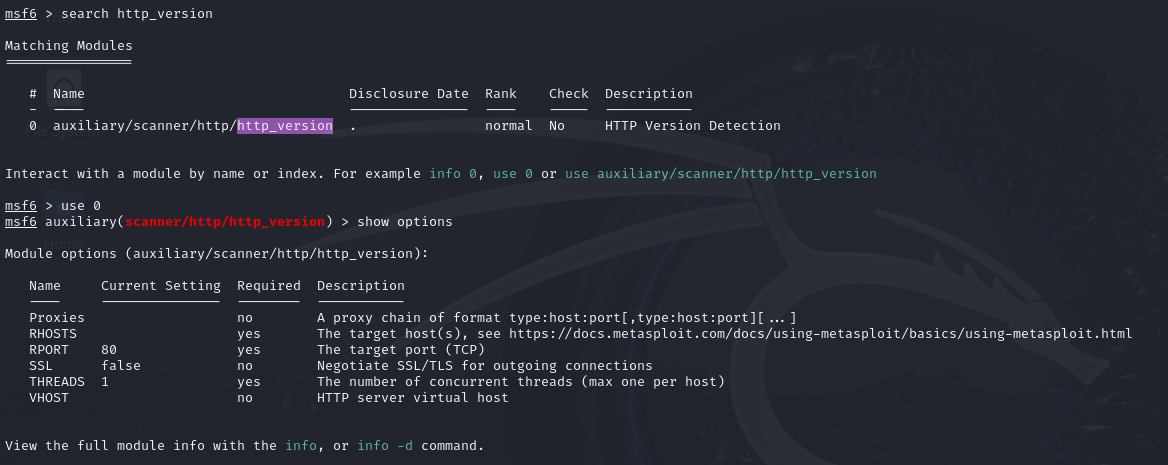 msf6 > search http_version
Matching Modules
================
#  Name                                 Disclosure Date  Rank    Check  Description
-  ----                                 ---------------  ----    -----  -----------
0  auxiliary/scanner/http/http_version  .                normal  No     HTTP Version Detection
Interact with a module by name or index. For example info 0, use 0 or use auxiliary/scanner/http/http_version
msf6 > use 0
msf6 auxiliary(scanner/http/http_version) > show options
Module options (auxiliary/scanner/http/http_version):
Name     Current Setting  Required  Description
----     ---------------  --------  -----------
Proxies                   no        A proxy chain of format type:host:port[,type:host:port][...]
RHOSTS                    yes       The target host(s), see https://docs.metasploit.com/docs/using-metasploit/basics/using-metasploit.html
RPORT    80               yes       The target port (TCP)
SSL      false            no        Negotiate SSL/TLS for outgoing connections
THREADS  1                yes       The number of concurrent threads (max one per host)
VHOST                     no        HTTP server virtual host
View the full module info with the info, or info -d command.
Home